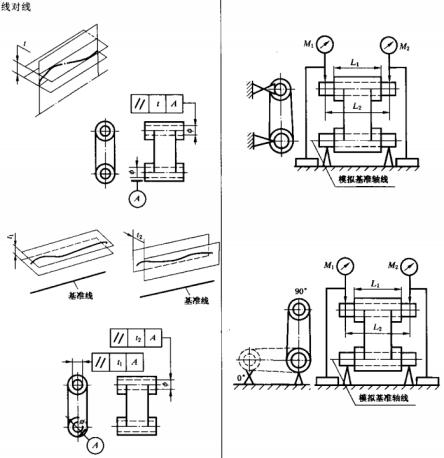 线对线
t
// t A
ø
ø
A
t₁
t₂
基准线
基准线
// t₂ A
// t₁ A
ø
A
M₁
M₂
L₁
L₂
模拟基准轴线
M₁
M₂
L₁
90°
L₂
0°
模拟基准轴线